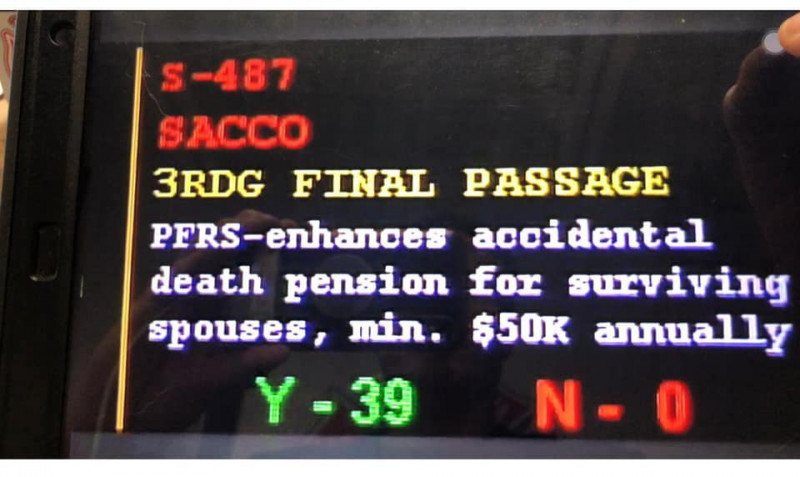 S-487
SACCO
3RDG FINAL PASSAGE
PFRS-enhances accidental
death pension for surviving
spouses, min. $50K annually
Y-39 N- 0